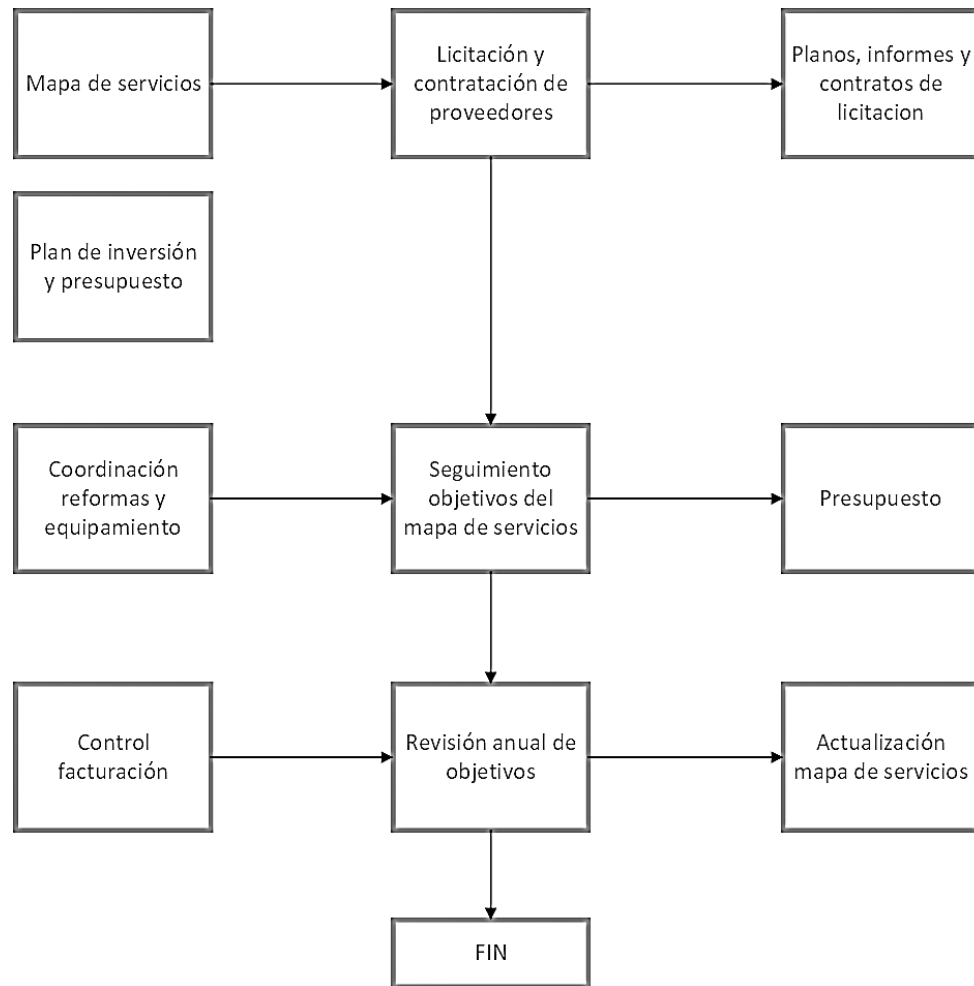 Mapa de servicios
Licitación y
contratación de
proveedores
Planos, informes y
contratos de
licitacion
Plan de inversión
y presupuesto
Coordinación
reformas y
equipamiento
Seguimiento
objetivos del
mapa de servicios
Presupuesto
Control
facturación
Revisión anual de
objetivos
Actualización
mapa de servicios
FIN